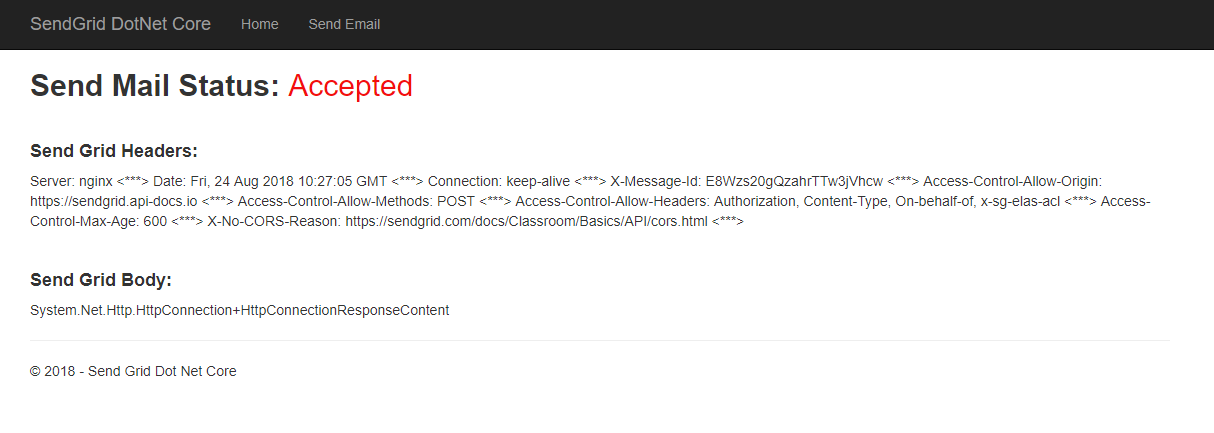 SendGrid DotNet Core Home Send Email
Send Mail Status: Accepted
Send Grid Headers:
Server: nginx <***> Date: Fri, 24 Aug 2018 10:27:05 GMT <***> Connection: keep-alive <***> X-Message-Id: E8Wzs20gQzahrTTw3jVhcw <***> Access-Control-Allow-Origin:
https://sendgrid.api-docs.io <***> Access-Control-Allow-Methods: POST <***> Access-Control-Allow-Headers: Authorization, Content-Type, On-behalf-of, x-sg-elas-acl <***> Access-
Control-Max-Age: 600 <***> X-No-CORS-Reason: https://sendgrid.com/docs/Classroom/Basics/API/cors.html <***>
Send Grid Body:
System.Net.Http.HttpConnection+HttpConnectionResponseContent
© 2018 - Send Grid Dot Net Core